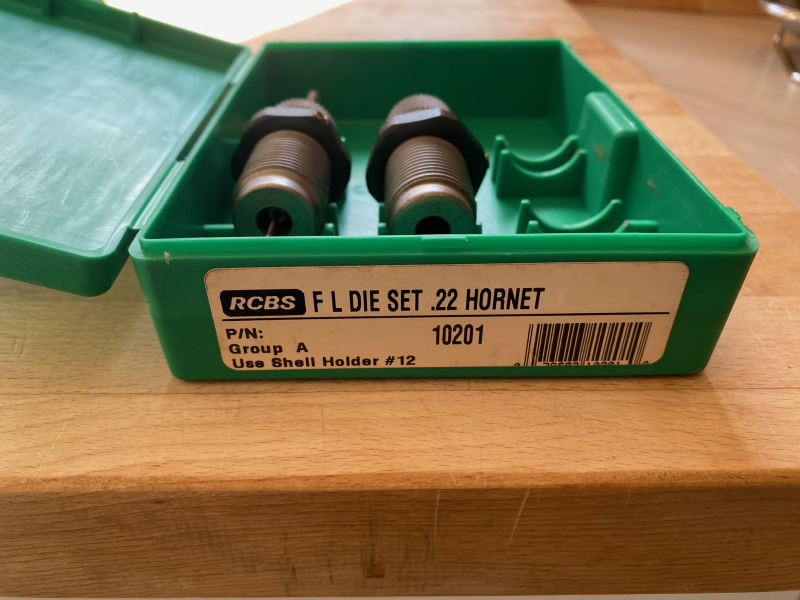 RCBS F L DIE SET .22 HORNET
P/N: 10201
Group A
Use Shell Holder #12